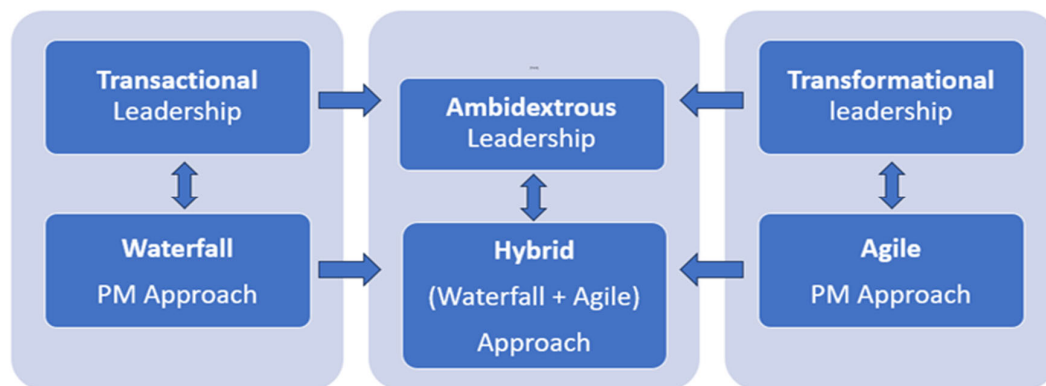 Transactional
Leadership
Waterfall
PM Approach
Ambidextrous
Leadership
Hybrid
(Waterfall + Agile)
Approach
Transformational
leadership
Agile
PM Approach